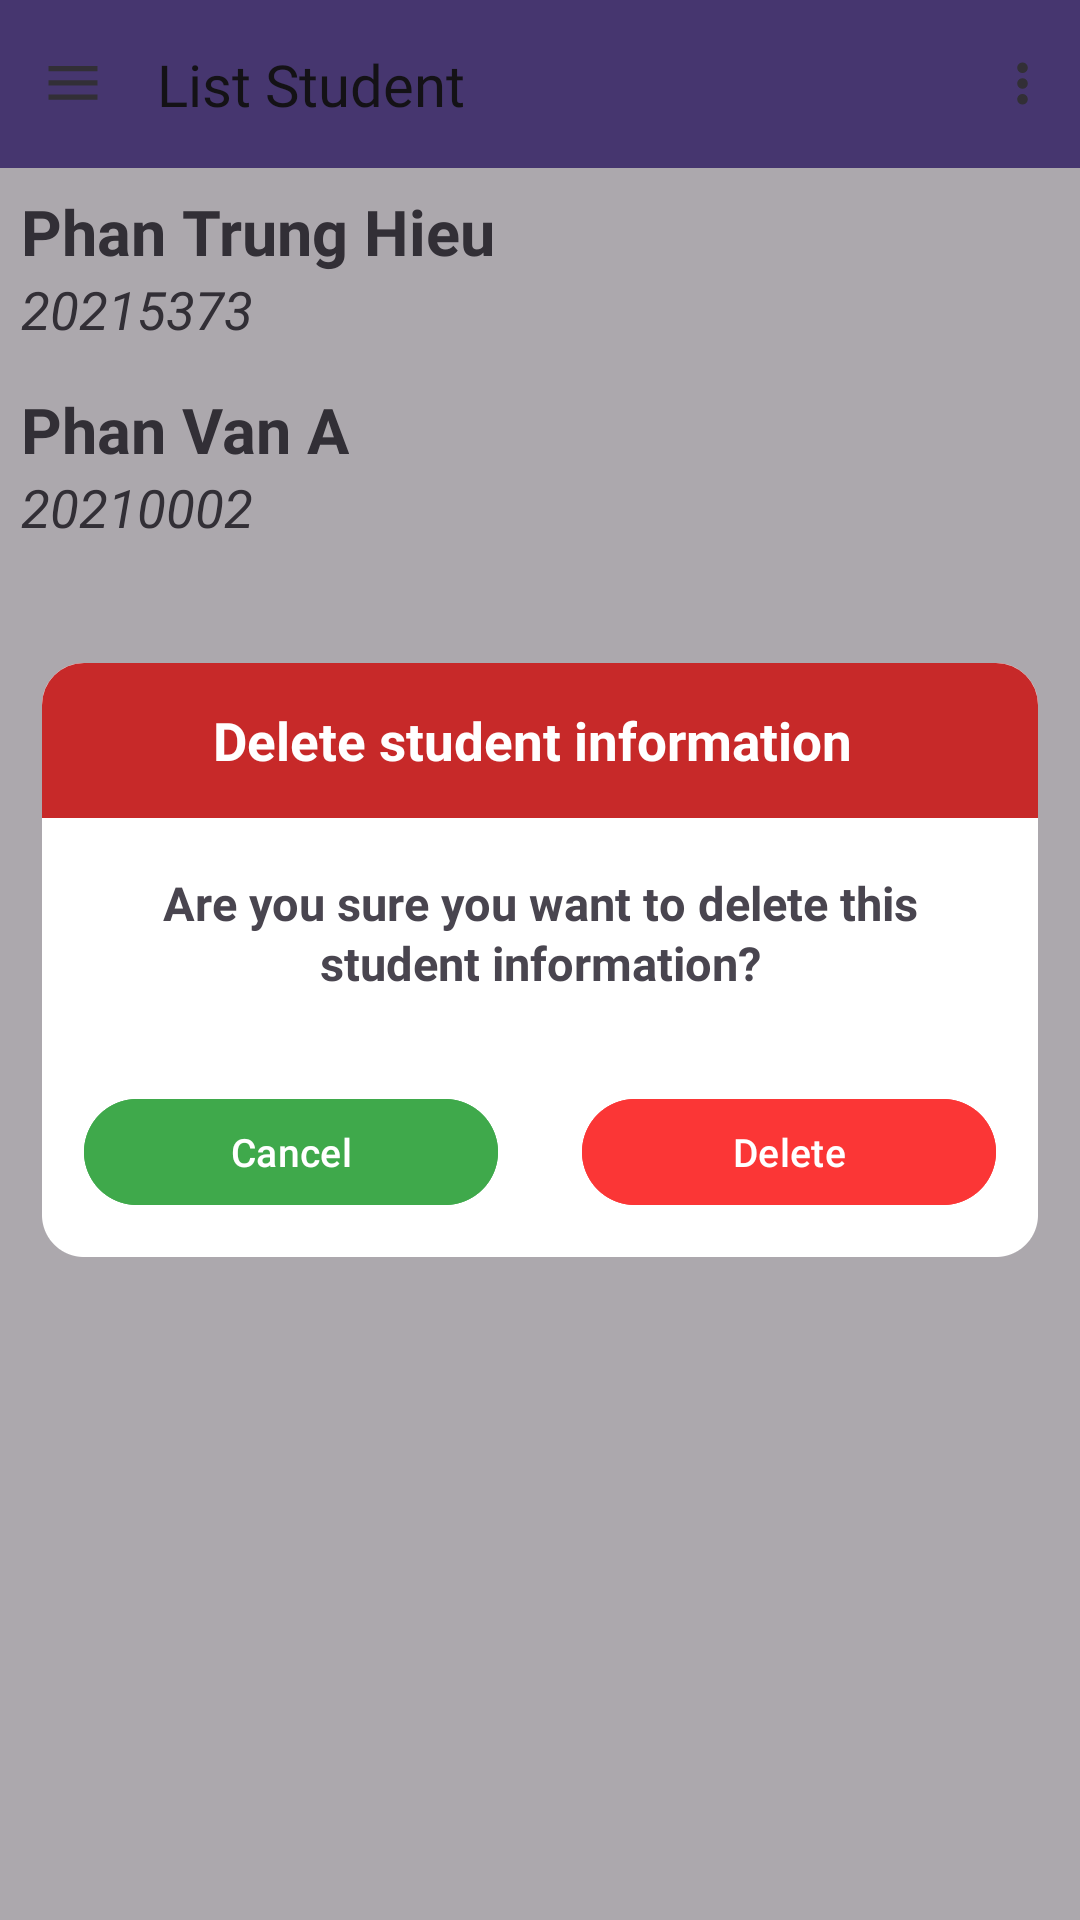 List Student
Phan Trung Hieu
20215373
Phan Van A
20210002
Delete student information
Are you sure you want to delete this
student information?
Cancel
Delete